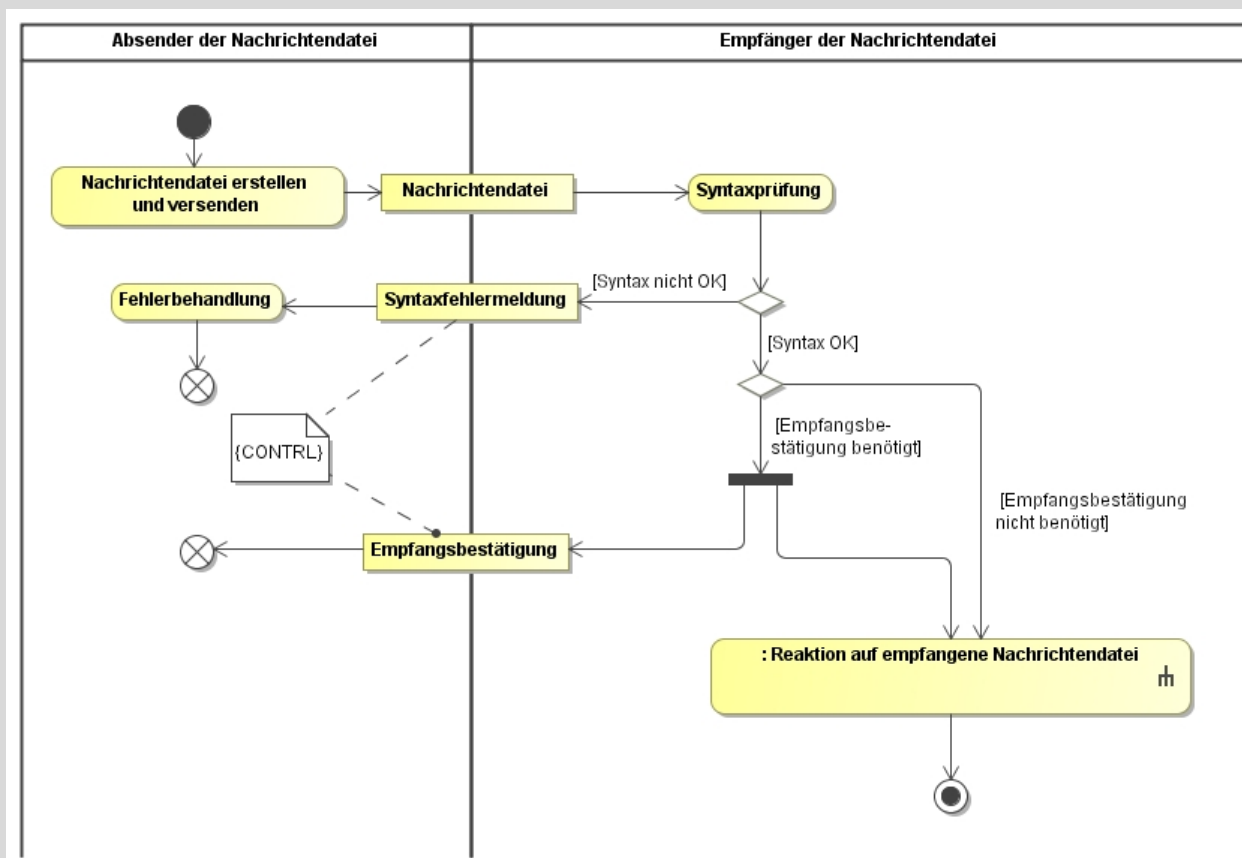 Absender der Nachrichtendatei
Empfänger der Nachrichtendatei
Nachrichtendatei erstellen
und versenden
Nachrichtendatei
Syntaxprüfung
[Syntax nicht OK]
Fehlerbehandlung
Syntaxfehlermeldung
[Syntax OK]
{CONTRL}
[Empfangsbe-
stätigung benötigt]
[Empfangsbestätigung
nicht benötigt]
Empfangsbestätigung
: Reaktion auf empfangene Nachrichtendatei